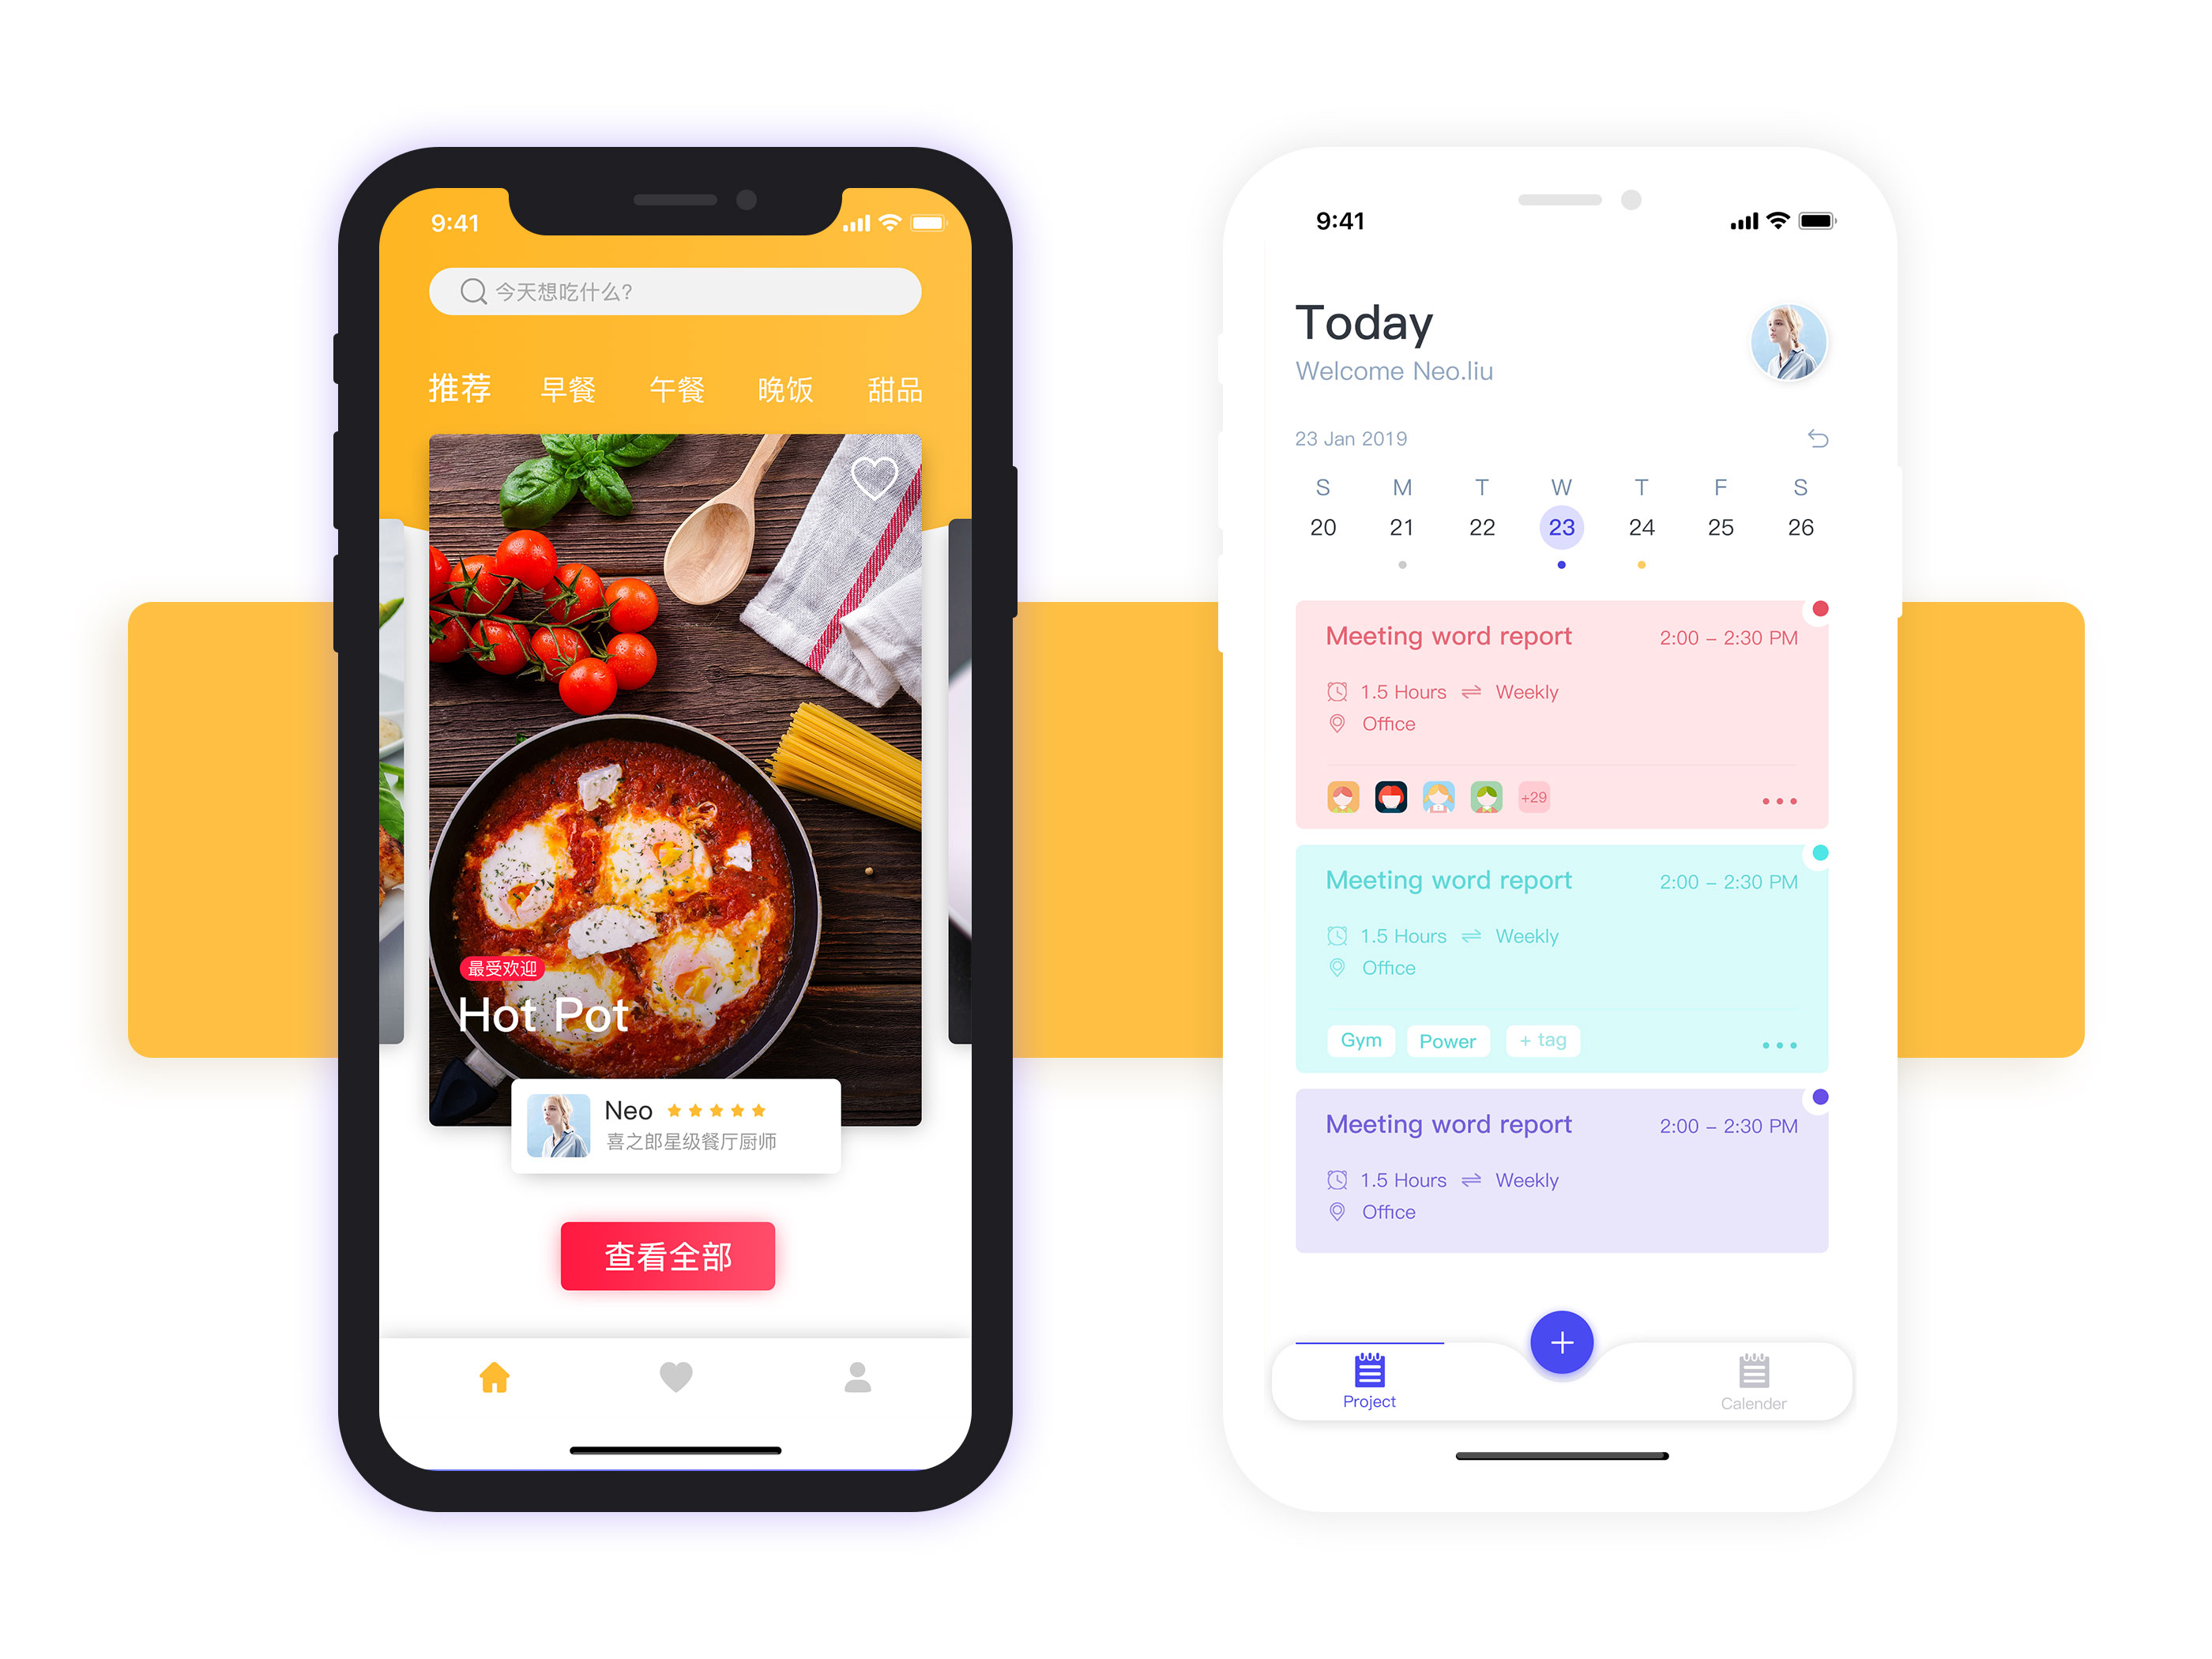 9:41
今天想吃什么?
推荐 早餐 午餐 晚饭 甜品
最受欢迎
Hot Pot
Neo
喜之郎星级餐厅厨师
查看全部
9:41
Today
Welcome Neo.liu
23 Jan 2019
S M T W T F S
20 21 22 23 24 25 26
Meeting word report 2:00 – 2:30 PM
1.5 Hours Weekly
Office
+29
Meeting word report 2:00 – 2:30 PM
1.5 Hours Weekly
Office
Gym Power + tag
Meeting word report 2:00 – 2:30 PM
1.5 Hours Weekly
Office
Project Calender